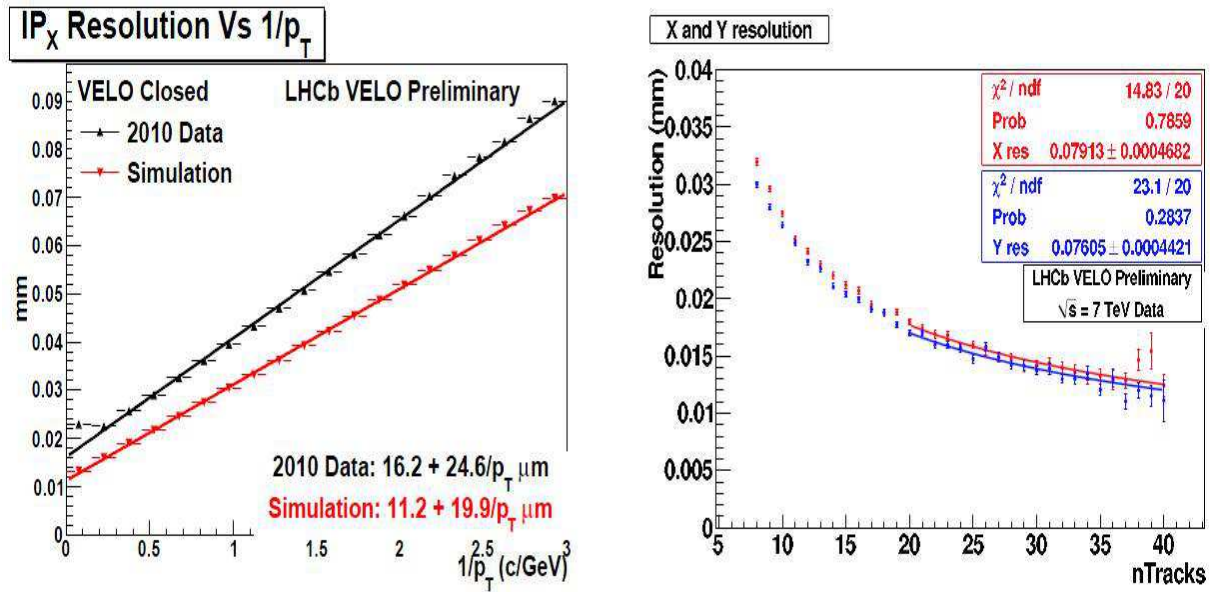 IPX Resolution Vs 1/pT
VELO Closed
LHCb VELO Preliminary
2010 Data
Simulation
0.09
0.08
0.07
0.06
0.05
0.04
0.03
0.02
0.01
0
mm
2010 Data: 16.2 + 24.6/pT μm
Simulation: 11.2 + 19.9/pT μm
0 0.5 1 1.5 2 2.5 3
1/pT (c/GeV)
X and Y resolution
Resolution (mm)
0.04
0.035
0.03
0.025
0.02
0.015
0.01
0.005
0
χ² / ndf 14.83 / 20
Prob 0.7859
X res 0.07913 ± 0.0004682
χ² / ndf 23.1 / 20
Prob 0.2837
Y res 0.07605 ± 0.0004421
LHCb VELO Preliminary
√s = 7 TeV Data
5 10 15 20 25 30 35 40
nTracks